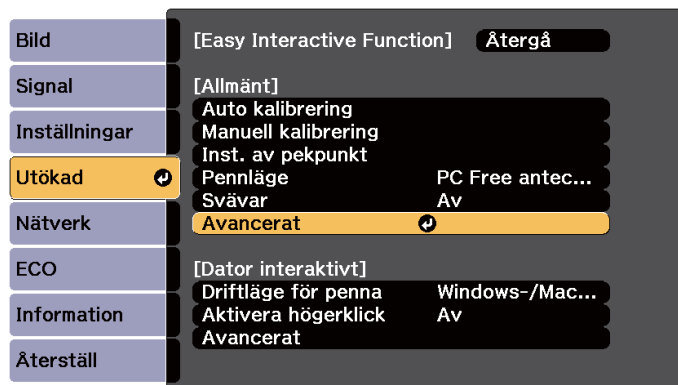 Bild
Signal
Inställningar
Utökad
Nätverk
ECO
Information
Återställ
[Easy Interactive Function] Återgå
[Allmänt]
Auto kalibrering
Manuell kalibrering
Inst. av pekpunkt
Pennläge PC Free antec...
Svävar Av
Avancerat
[Dator interaktivt]
Driftläge för penna Windows-/Mac...
Aktivera högerklick Av
Avancerat